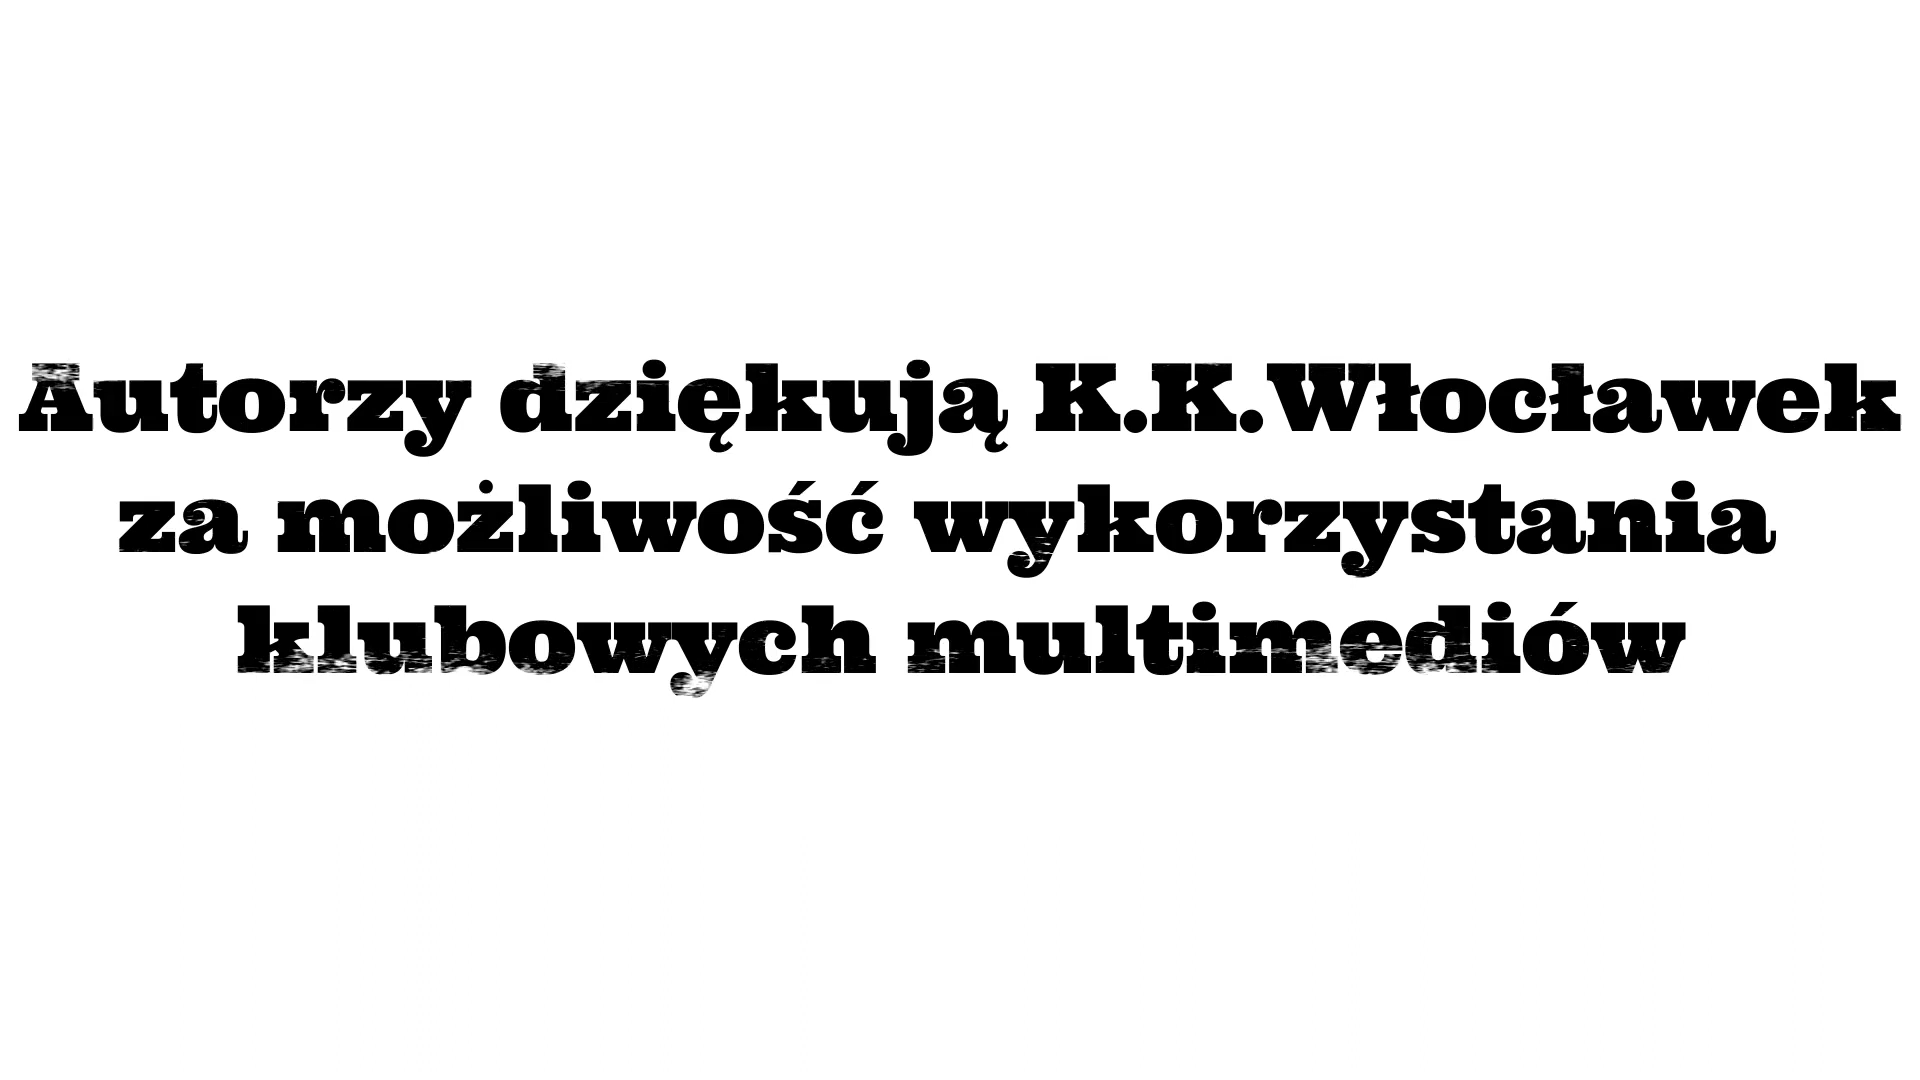 Autorzy dziękują K.K.Włocławek
za możliwość wykorzystania
klubowych multimediów